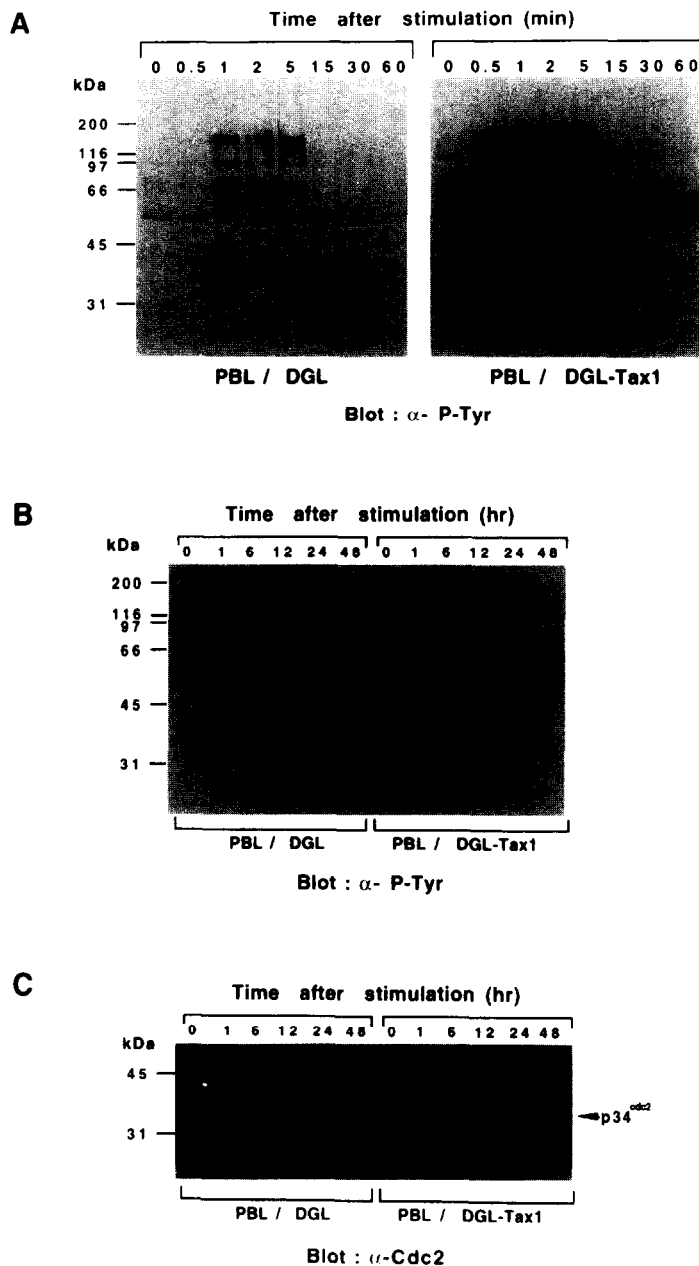 A
Time after stimulation (min)
0 0.5 1 2 5 15 30 60 0 0.5 1 2 5 15 30 60
kDa
200
116
97
66
45
31
PBL / DGL PBL / DGL-Tax1
Blot : α- P-Tyr
B
Time after stimulation (hr)
kDa
0 1 6 12 24 48 0 1 6 12 24 48
200
116
97
66
45
31
PBL / DGL PBL / DGL-Tax1
Blot : α- P-Tyr
C
Time after stimulation (hr)
0 1 6 12 24 48 0 1 6 12 24 48
kDa
45
p34cdc2
31
PBL / DGL PBL / DGL-Tax1
Blot : α-Cdc2